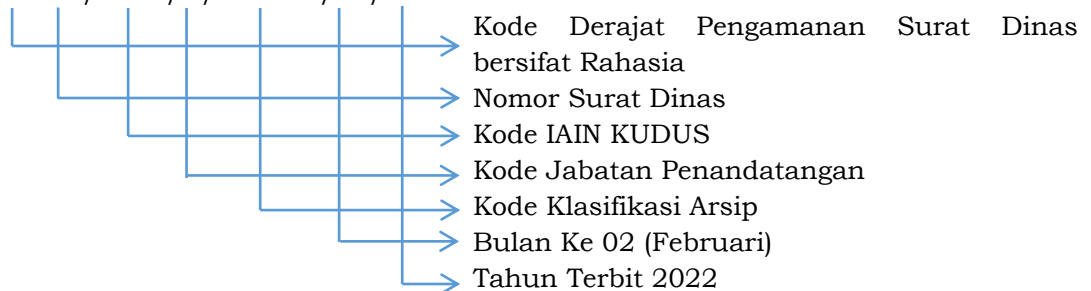 Kode Derajat Pengamanan Surat Dinas
bersifat Rahasia
Nomor Surat Dinas
Kode IAIN KUDUS
Kode Jabatan Penandatangan
Kode Klasifikasi Arsip
Bulan Ke 02 (Februari)
Tahun Terbit 2022